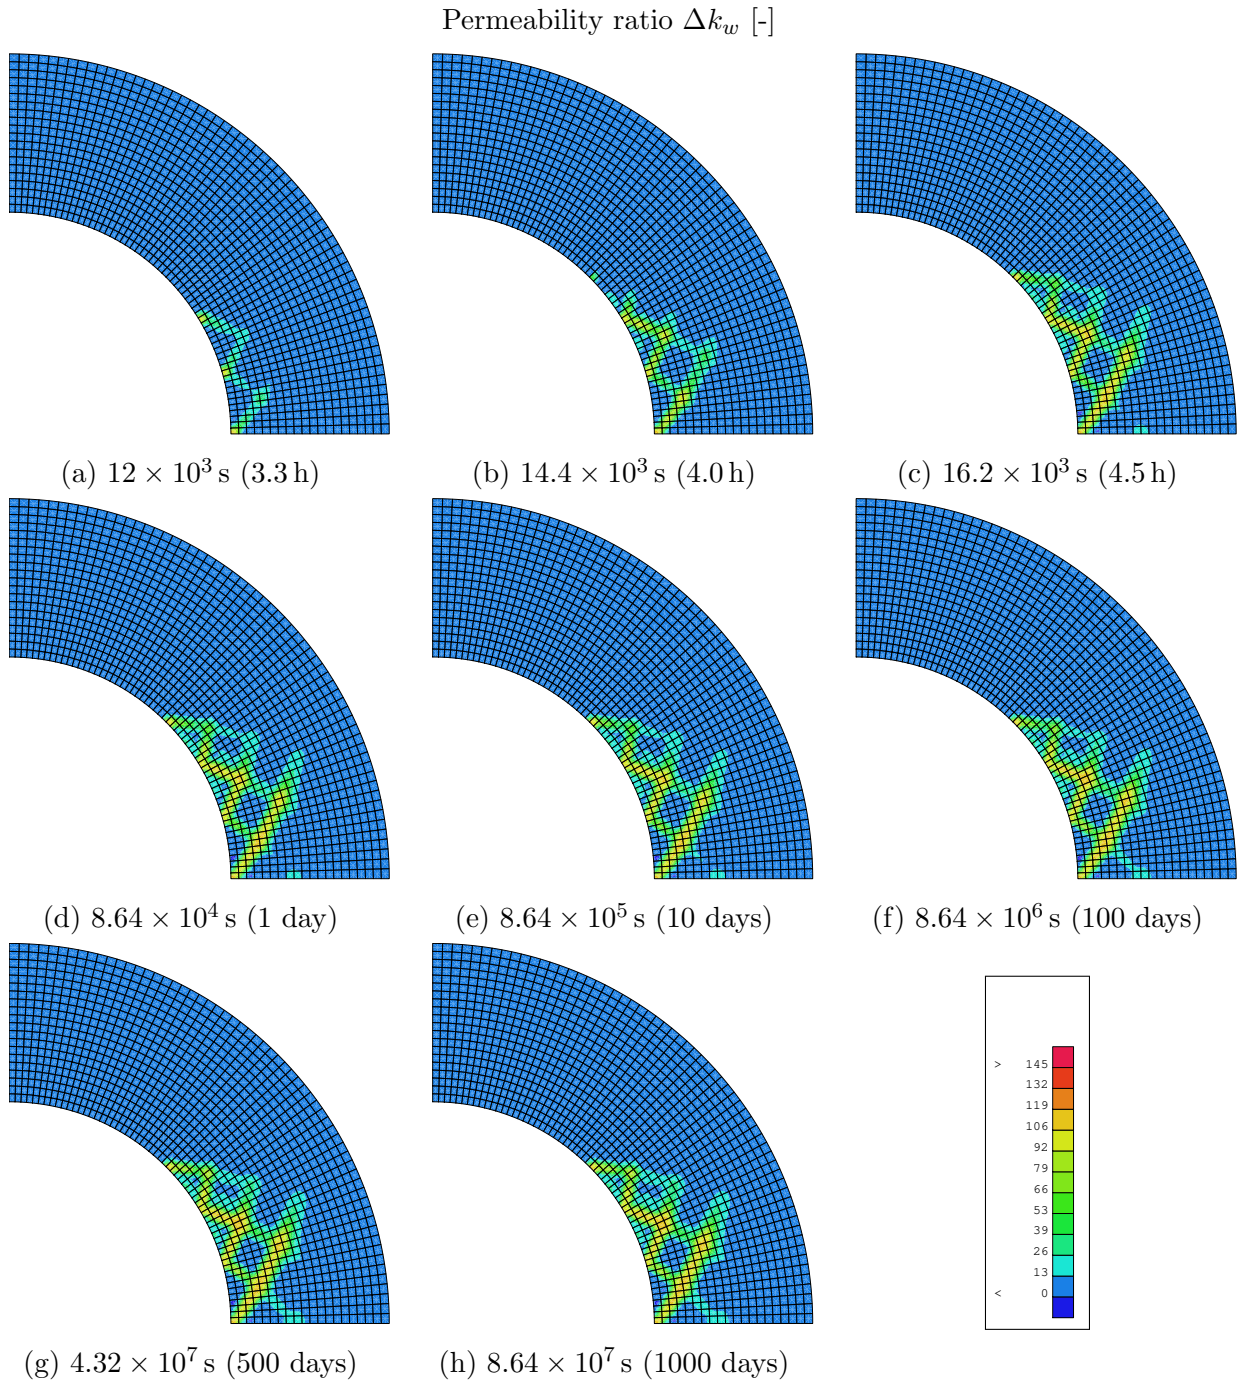 Permeability ratio Δk_w [-]
(a) 12 × 10³ s (3.3 h)
(b) 14.4 × 10³ s (4.0 h)
(c) 16.2 × 10³ s (4.5 h)
(d) 8.64 × 10⁴ s (1 day)
(e) 8.64 × 10⁵ s (10 days)
(f) 8.64 × 10⁶ s (100 days)
> 145
132
119
106
92
79
66
53
39
26
13
< 0
(g) 4.32 × 10⁷ s (500 days)
(h) 8.64 × 10⁷ s (1000 days)